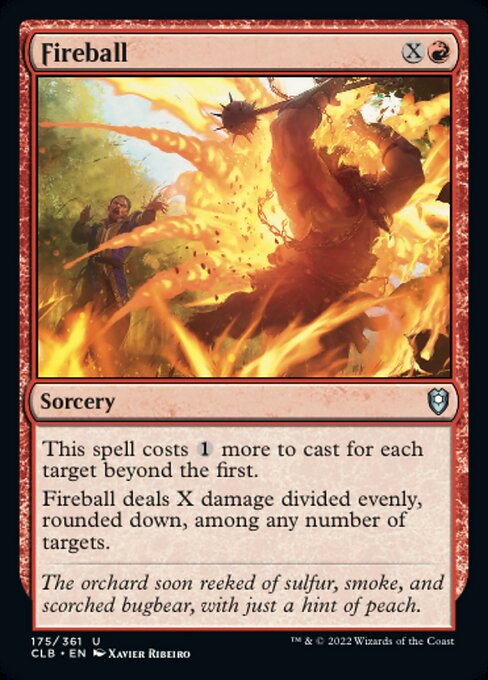 Fireball X
Sorcery
This spell costs 1 more to cast for each
target beyond the first.
Fireball deals X damage divided evenly,
rounded down, among any number of
targets.
The orchard soon reeked of sulfur, smoke, and
scorched bugbear, with just a hint of peach.
175/361 U
CLB • EN Xavier Ribeiro
™ & © 2022 Wizards of the Coast